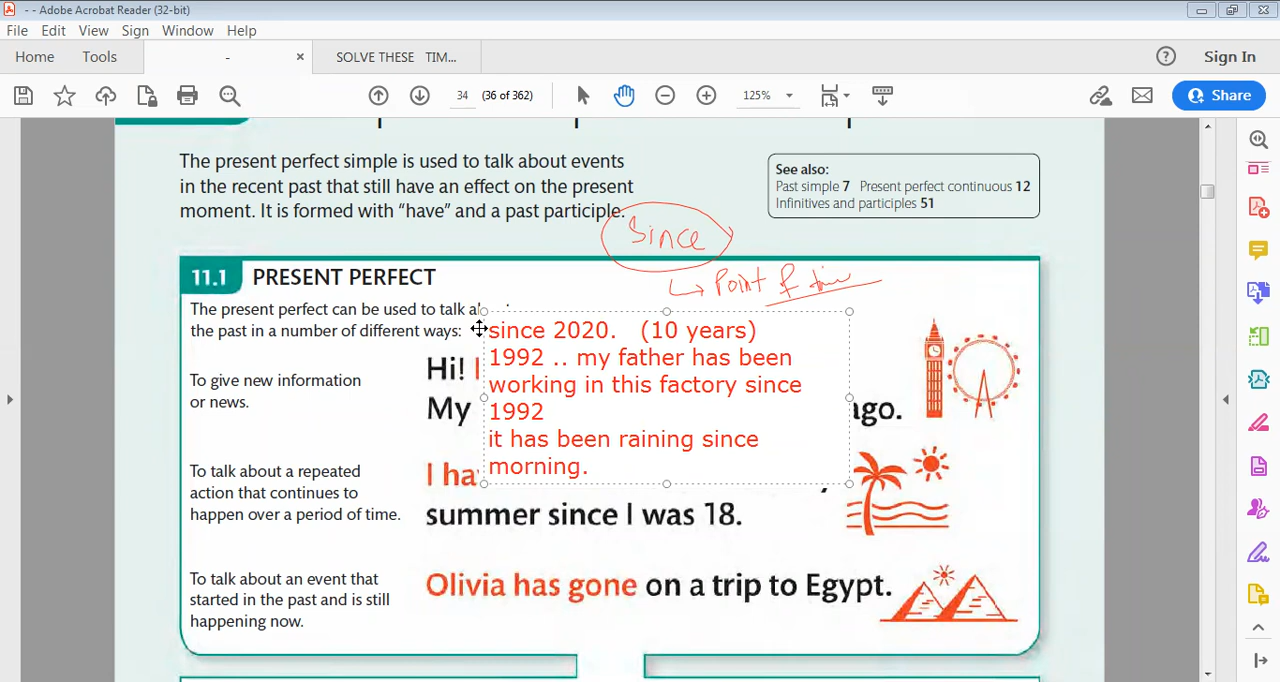 - - Adobe Acrobat Reader (32-bit)
File Edit View Sign Window Help
Home Tools - × SOLVE THESE TIM... ? Sign In
34 (36 of 362) 125% Share
The present perfect simple is used to talk about events
in the recent past that still have an effect on the present
moment. It is formed with “have” and a past participle.
See also:
Past simple 7 Present perfect continuous 12
Infinitives and participles 51
Since
Point of time
11.1 PRESENT PERFECT
The present perfect can be used to talk
the past in a number of different ways:
since 2020. (10 years)
1992 .. my father has been
working in this factory since
1992
it has been raining since
morning.
To give new information
or news.
Hi! I
My ago.
To talk about a repeated
action that continues to
happen over a period of time.
I ha
summer since I was 18.
To talk about an event that
started in the past and is still
happening now.
Olivia has gone on a trip to Egypt.